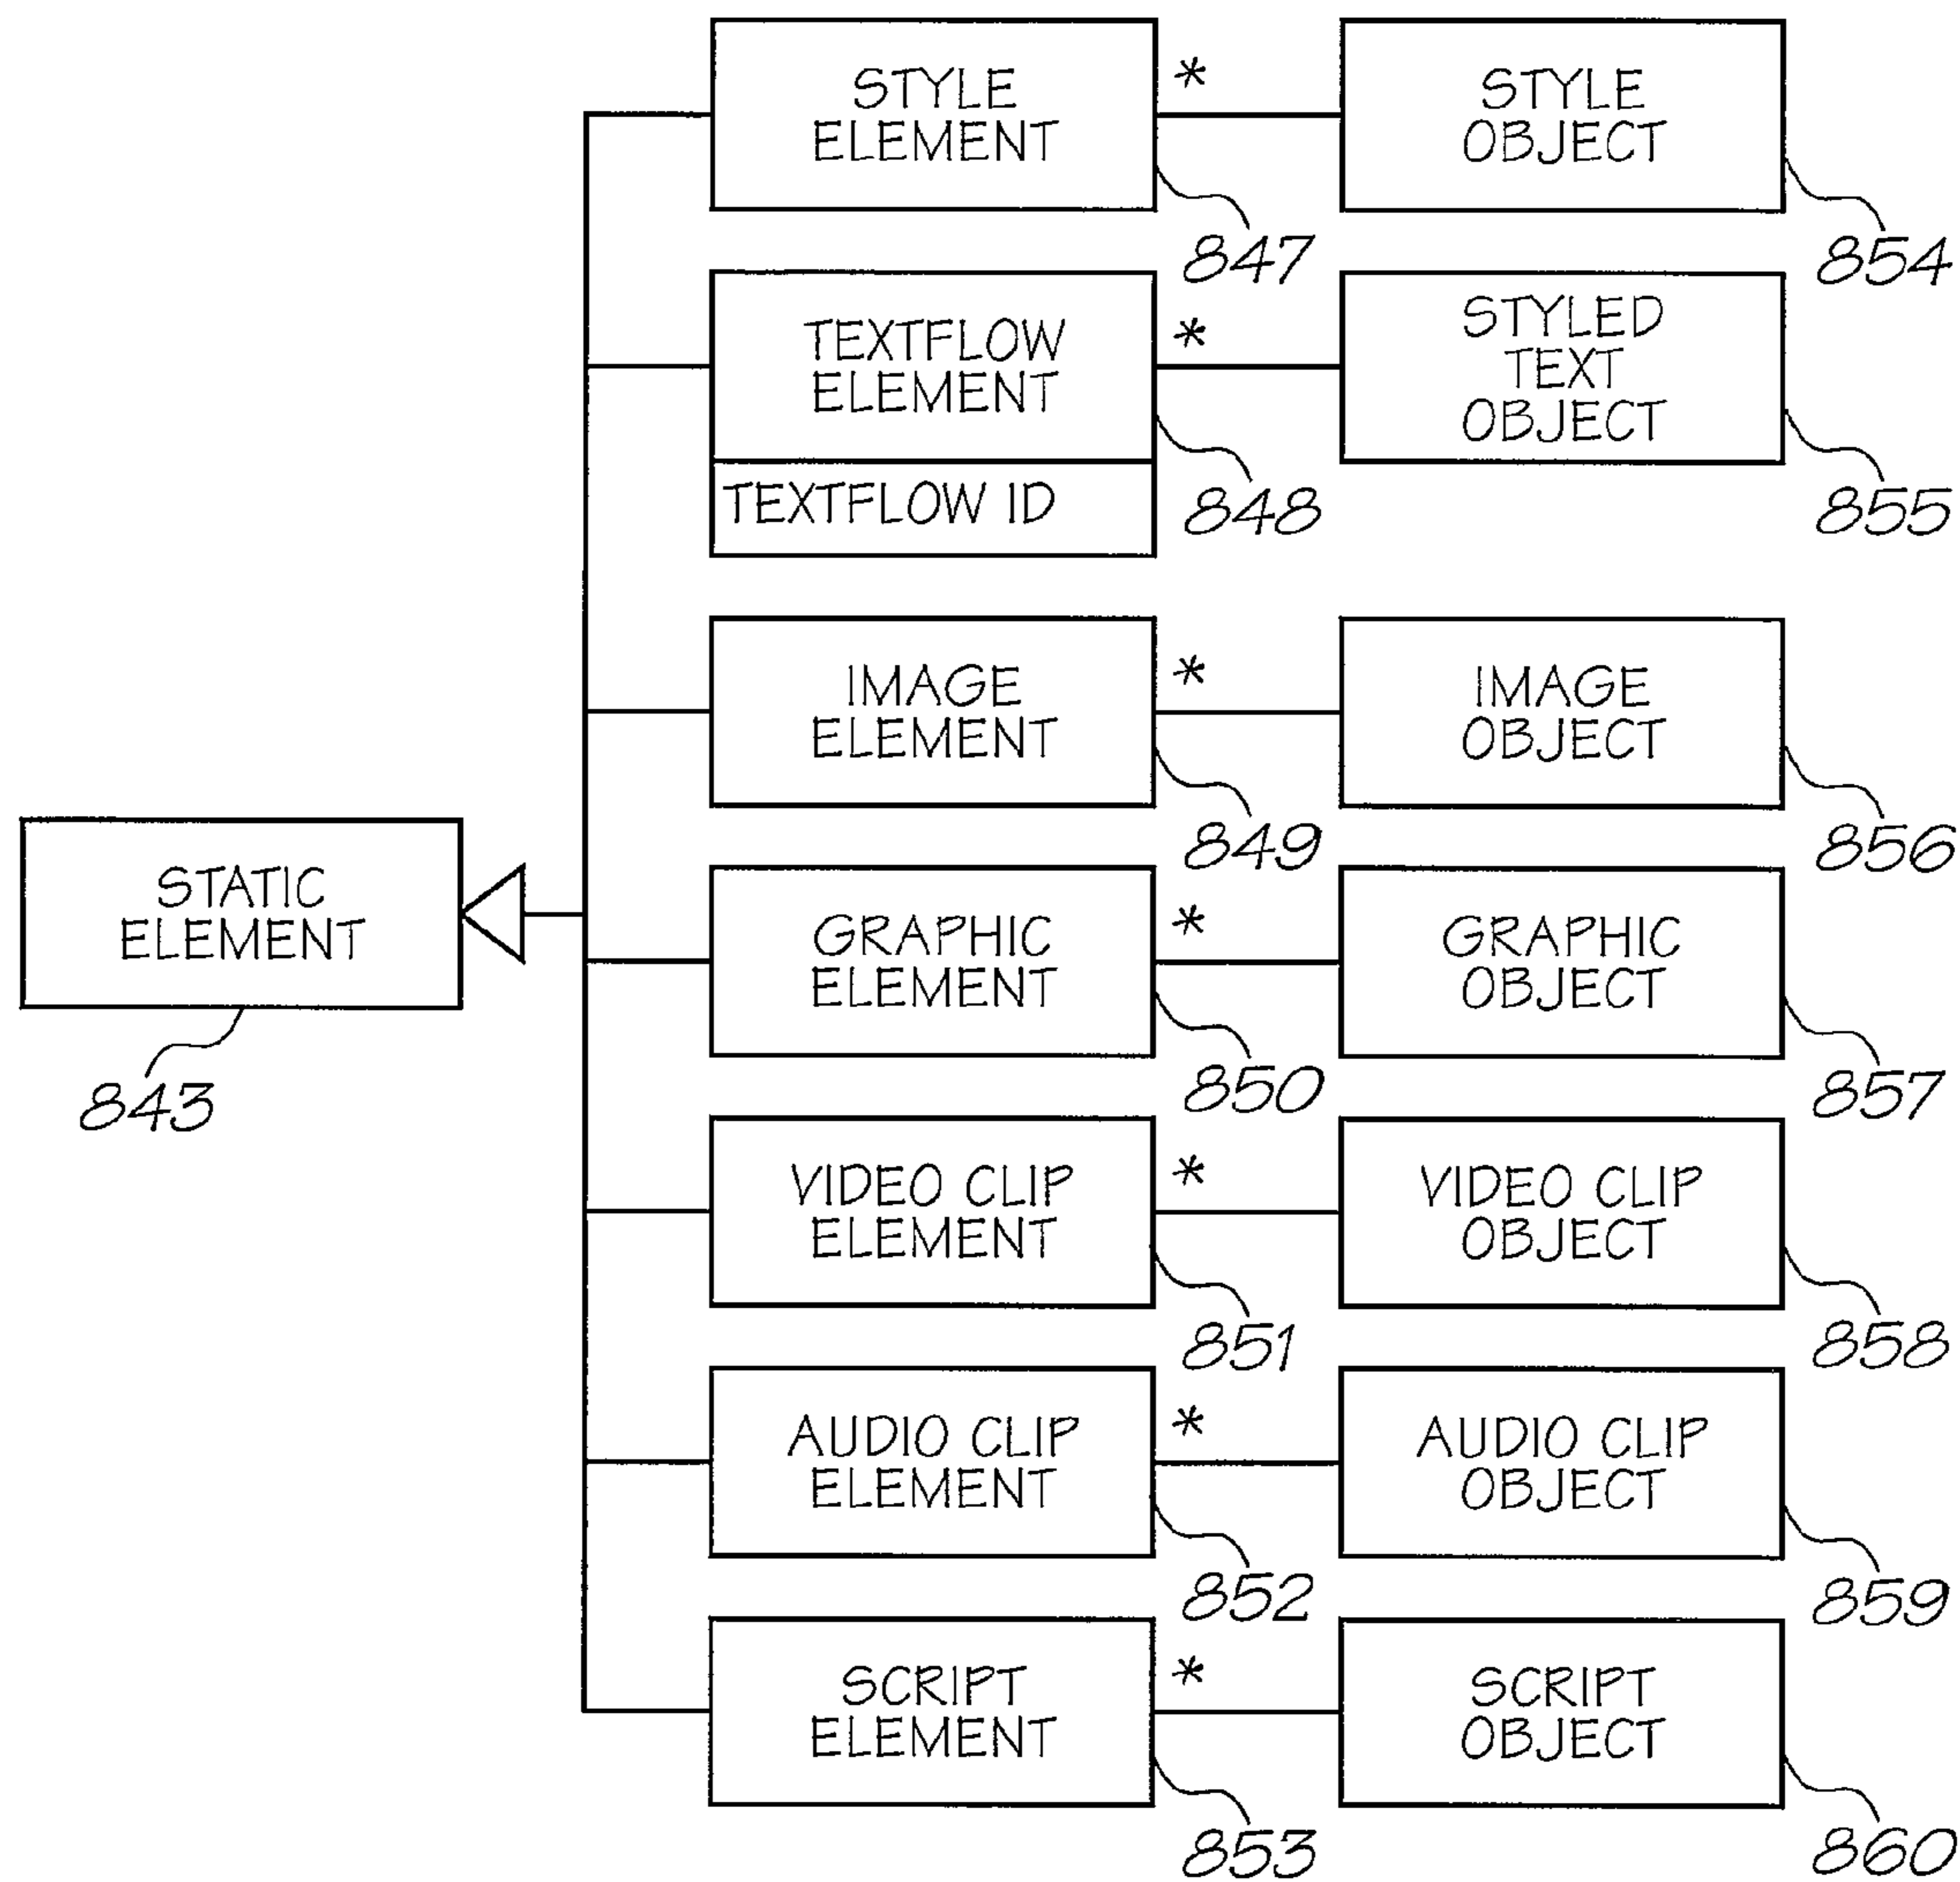 STYLE
ELEMENT
*
STYLE
OBJECT
847
854
TEXTFLOW
ELEMENT
TEXTFLOW ID
*
STYLED
TEXT
OBJECT
848
855
IMAGE
ELEMENT
*
IMAGE
OBJECT
849
856
STATIC
ELEMENT
843
GRAPHIC
ELEMENT
*
GRAPHIC
OBJECT
850
857
VIDEO CLIP
ELEMENT
*
VIDEO CLIP
OBJECT
851
858
AUDIO CLIP
ELEMENT
*
AUDIO CLIP
OBJECT
852
859
SCRIPT
ELEMENT
*
SCRIPT
OBJECT
853
860